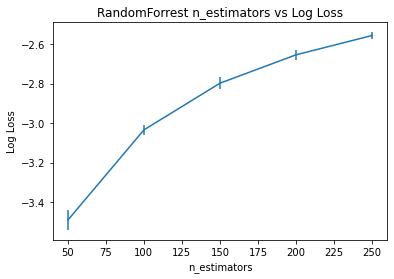 RandomForrest n_estimators vs Log Loss
Log Loss
−2.6
−2.8
−3.0
−3.2
−3.4
50 75 100 125 150 175 200 225 250
n_estimators